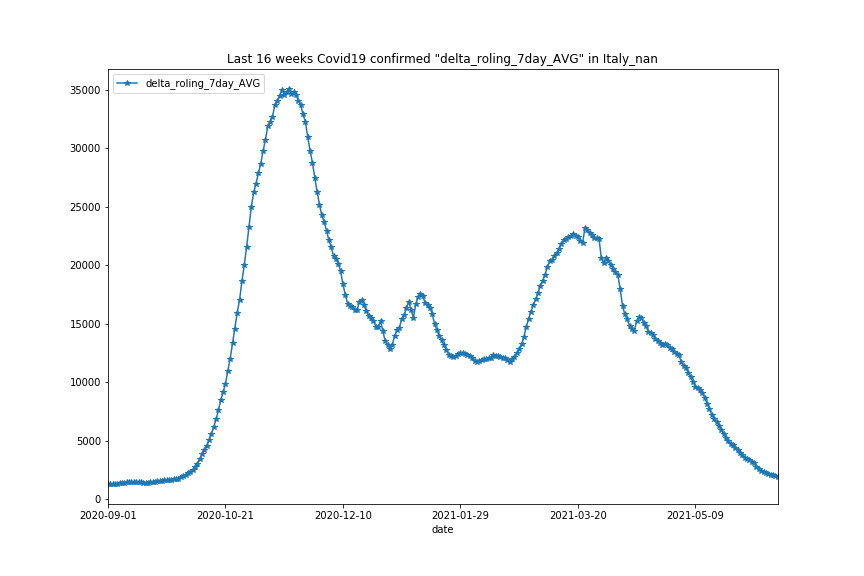 Last 16 weeks Covid19 confirmed "delta_roling_7day_AVG" in Italy_nan
delta_roling_7day_AVG
35000
30000
25000
20000
15000
10000
5000
0
2020-09-01 2020-10-21 2020-12-10 2021-01-29 2021-03-20 2021-05-09
date